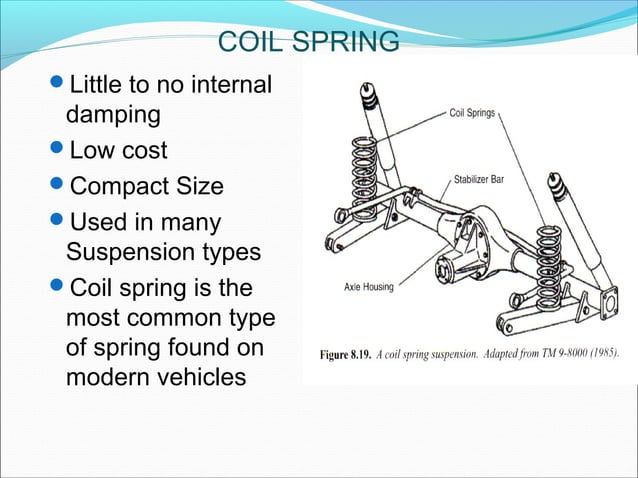 COIL SPRING
Little to no internal
damping
Low cost
Compact Size
Used in many
Suspension types
Coil spring is the
most common type
of spring found on
modern vehicles
Coil Springs
Stabilizer Bar
Axle Housing
Figure 8.19. A coil spring suspension. Adapted from TM 9-8000 (1985).